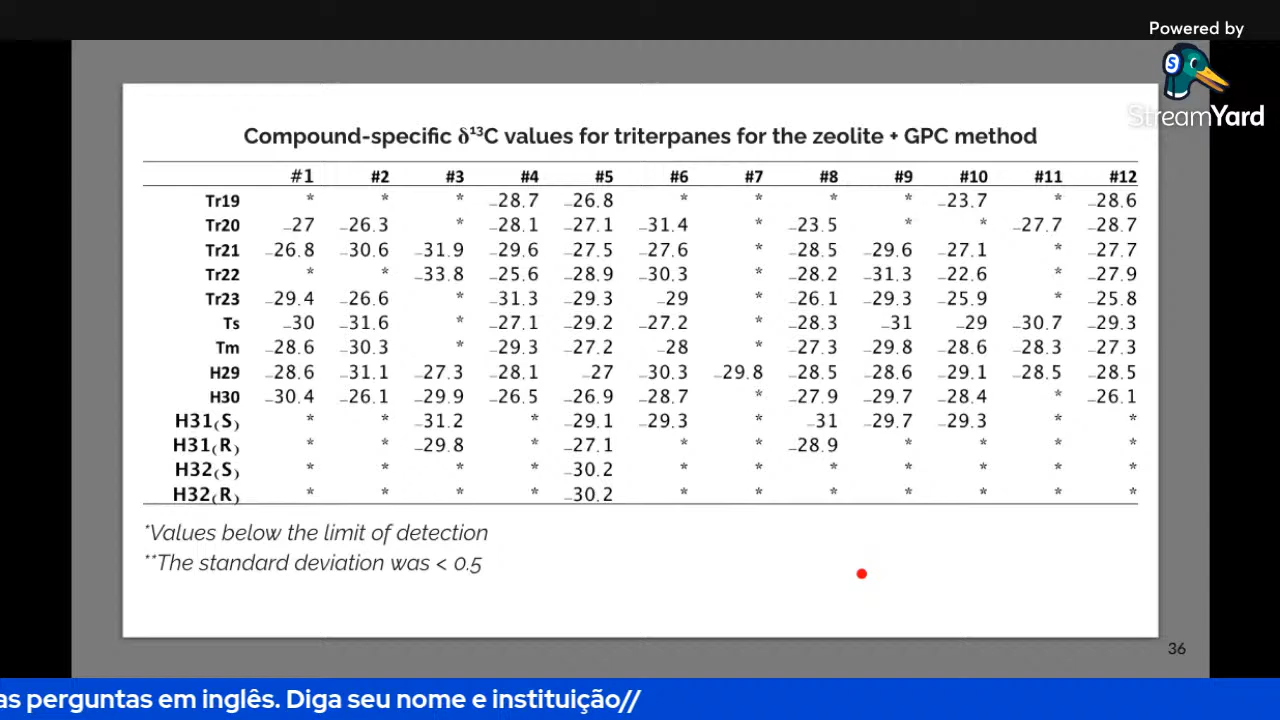 Powered by
StreamYard
Compound-specific δ¹³C values for triterpanes for the zeolite + GPC method
#1 #2 #3 #4 #5 #6 #7 #8 #9 #10 #11 #12
Tr19 * * * -28.7 -26.8 * * * * -23.7 * -28.6
Tr20 -27 -26.3 * -28.1 -27.1 -31.4 * -23.5 * * -27.7 -28.7
Tr21 -26.8 -30.6 -31.9 -29.6 -27.5 -27.6 * -28.5 -29.6 -27.1 * -27.7
Tr22 * * -33.8 -25.6 -28.9 -30.3 * -28.2 -31.3 -22.6 * -27.9
Tr23 -29.4 -26.6 * -31.3 -29.3 -29 * -26.1 -29.3 -25.9 * -25.8
Ts -30 -31.6 * -27.1 -29.2 -27.2 * -28.3 -31 -29 -30.7 -29.3
Tm -28.6 -30.3 * -29.3 -27.2 -28 * -27.3 -29.8 -28.6 -28.3 -27.3
H29 -28.6 -31.1 -27.3 -28.1 -27 -30.3 -29.8 -28.5 -28.6 -29.1 -28.5 -28.5
H30 -30.4 -26.1 -29.9 -26.5 -26.9 -28.7 * -27.9 -29.7 -28.4 * -26.1
H31(S) * * -31.2 * -29.1 -29.3 * -31 -29.7 -29.3 * *
H31(R) * * -29.8 * -27.1 * * -28.9 * * * *
H32(S) * * * * -30.2 * * * * * * *
H32(R) * * * * -30.2 * * * * * * *
*Values below the limit of detection
**The standard deviation was < 0.5
36
as perguntas em inglês. Diga seu nome e instituição//